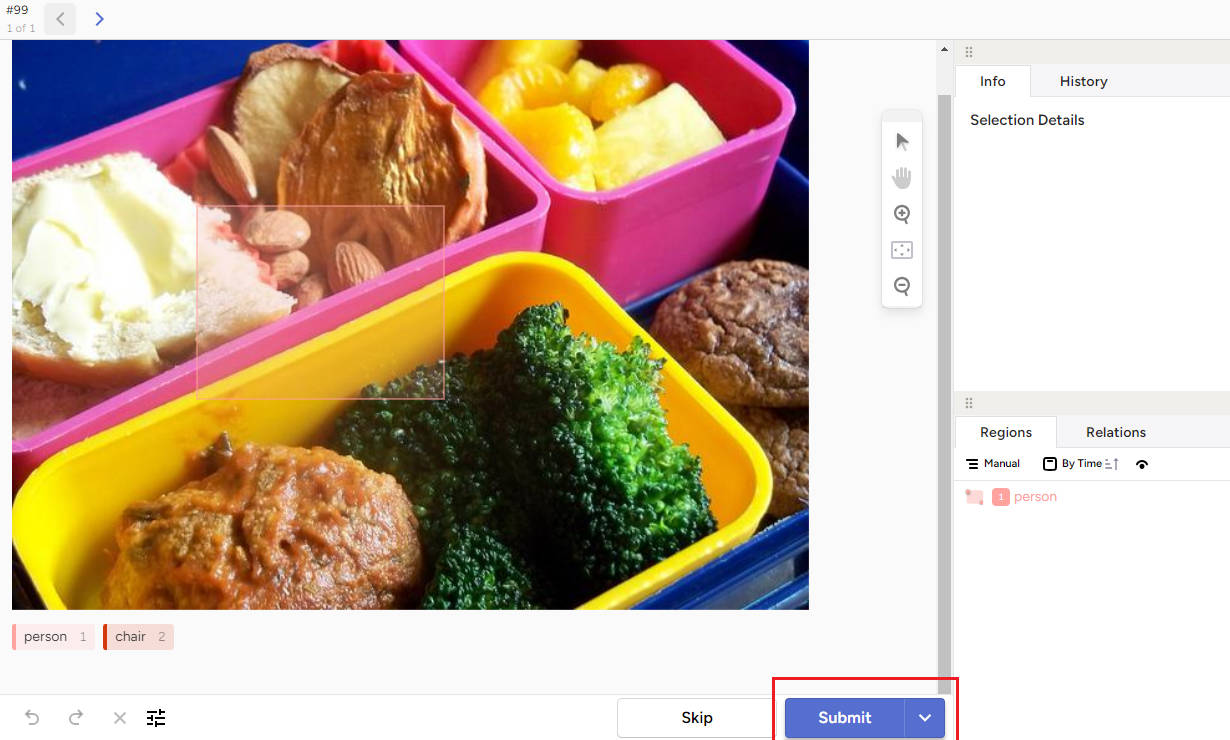 #99
1 of 1
Info History
Selection Details
Regions Relations
Manual By Time
1 person
person 1 chair 2
Skip Submit